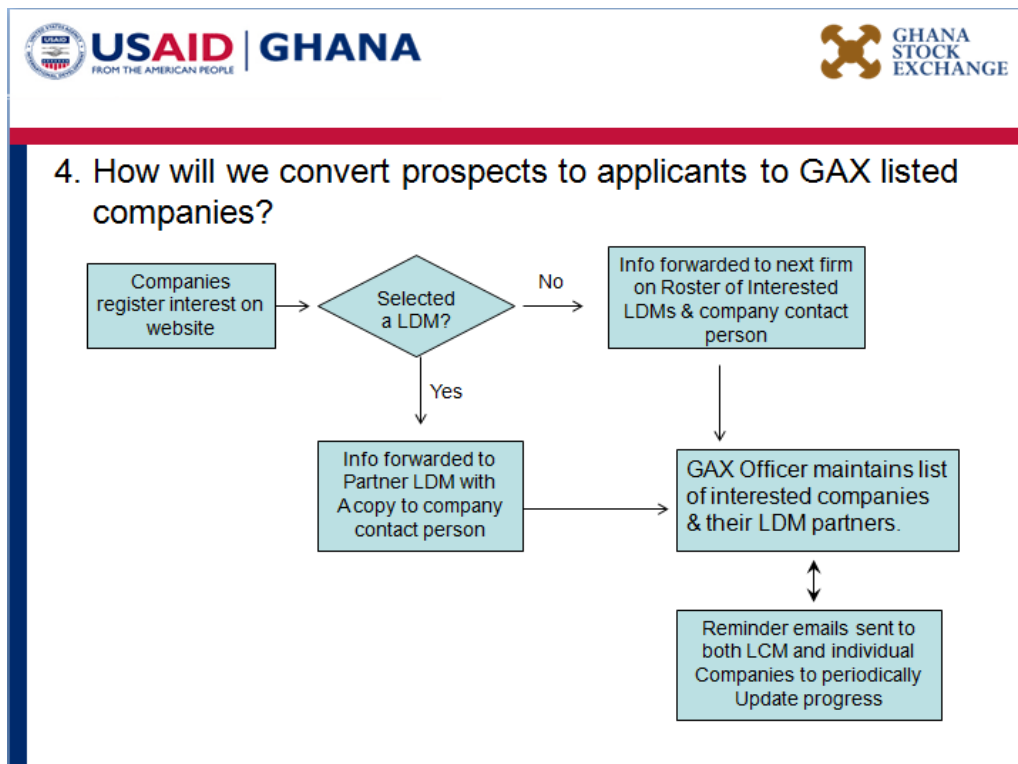 USAID
USAID | GHANA
FROM THE AMERICAN PEOPLE
GHANA
STOCK
EXCHANGE
4. How will we convert prospects to applicants to GAX listed
companies?
Companies
register interest on
website
Selected
a LDM?
No
Info forwarded to next firm
on Roster of Interested
LDMs & company contact
person
Yes
Info forwarded to
Partner LDM with
A copy to company
contact person
GAX Officer maintains list
of interested companies
& their LDM partners.
Reminder emails sent to
both LCM and individual
Companies to periodically
Update progress